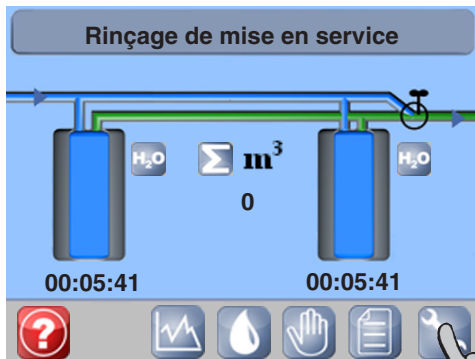 Rinçage de mise en service
H₂O
Σ m³
H₂O
0
00:05:41
00:05:41
?